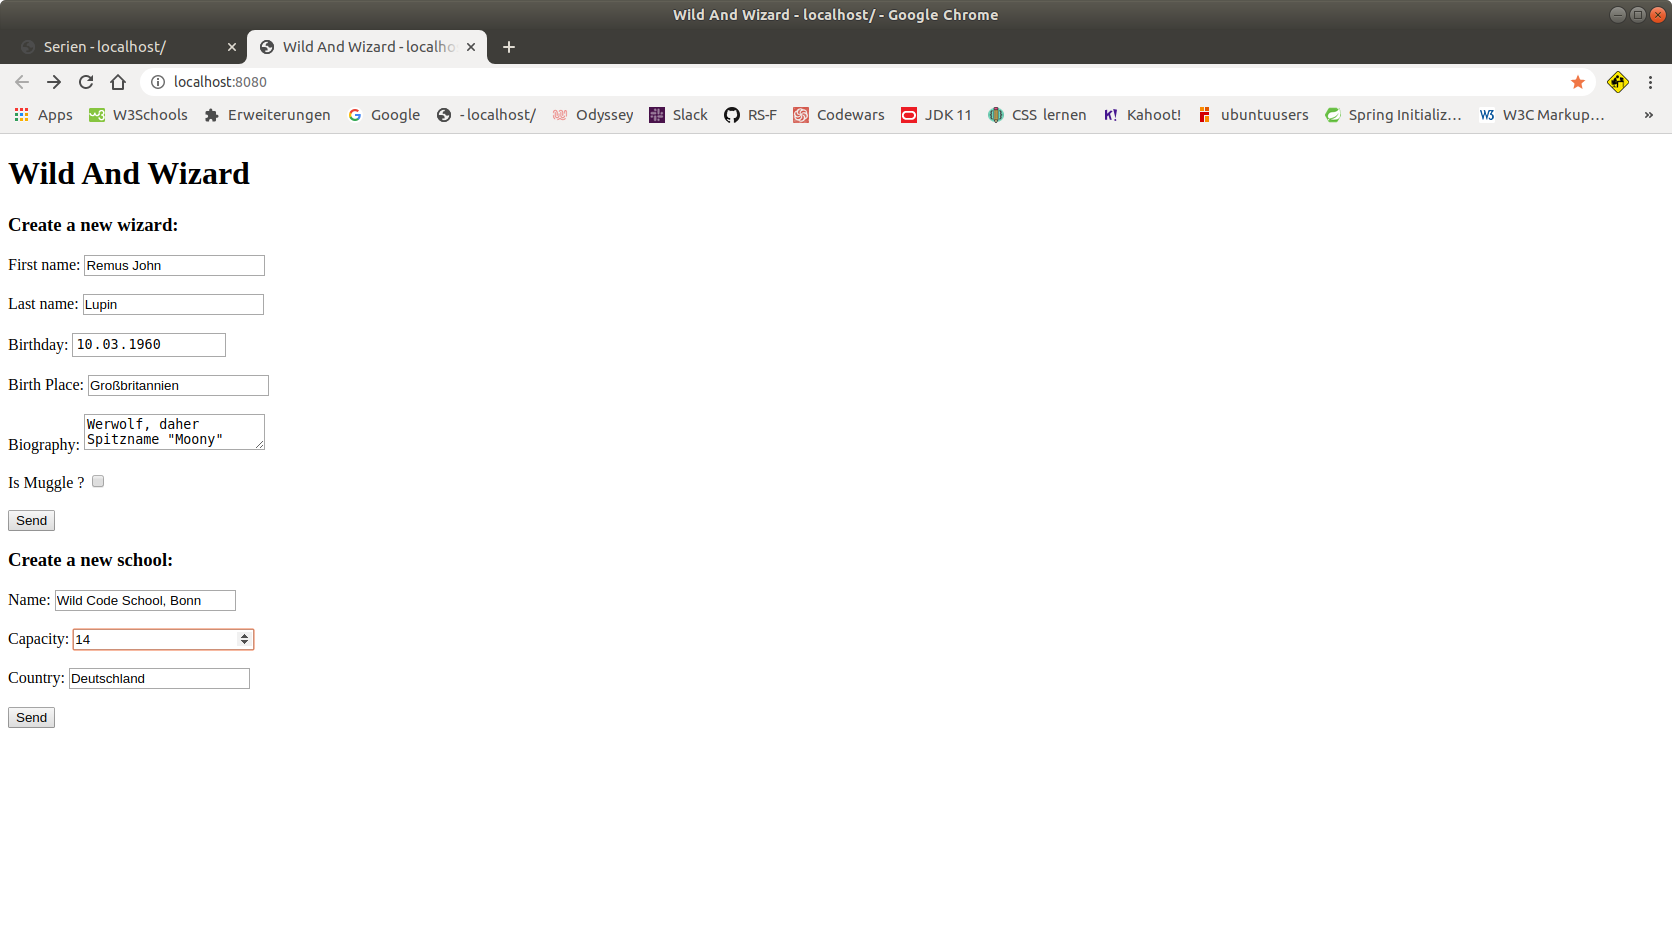 Wild And Wizard - localhost/ - Google Chrome
Serien - localhost/
Wild And Wizard - localho
localhost:8080
Apps W3Schools Erweiterungen Google - localhost/ Odyssey Slack RS-F Codewars JDK 11 CSS lernen K! Kahoot! ubuntuusers Spring Initializ... W3 W3C Markup... »
Wild And Wizard
Create a new wizard:
First name: Remus John
Last name: Lupin
Birthday: 10.03.1960
Birth Place: Großbritannien
Biography: Werwolf, daher
Spitzname "Moony"
Is Muggle ?
Send
Create a new school:
Name: Wild Code School, Bonn
Capacity: 14
Country: Deutschland
Send